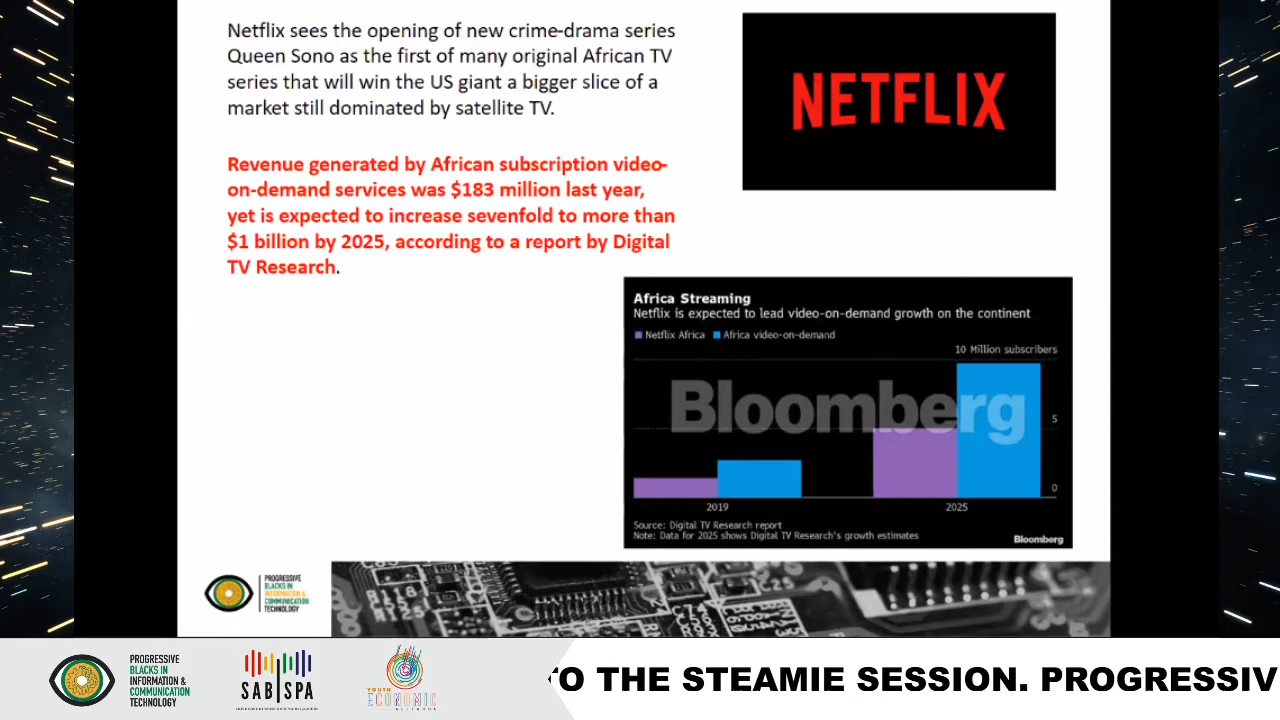 Netflix sees the opening of new crime-drama series
Queen Sono as the first of many original African TV
series that will win the US giant a bigger slice of a
market still dominated by satellite TV.
Revenue generated by African subscription video-
on-demand services was $183 million last year,
yet is expected to increase sevenfold to more than
$1 billion by 2025, according to a report by Digital
TV Research.
NETFLIX
Africa Streaming
Netflix is expected to lead video-on-demand growth on the continent
Netflix Africa Africa video-on-demand
10 Million subscribers
Bloomberg
5
0
2019 2025
Source: Digital TV Research report
Note: Data for 2025 shows Digital TV Research's growth estimates
Bloomberg
PROGRESSIVE
BLACKS IN
INFORMATION &
COMMUNICATION
TECHNOLOGY
PROGRESSIVE
BLACKS IN
INFORMATION &
COMMUNICATION
TECHNOLOGY
SABSPA
YOUTH
ECONOMIC
TO THE STEAMIE SESSION. PROGRESSIV